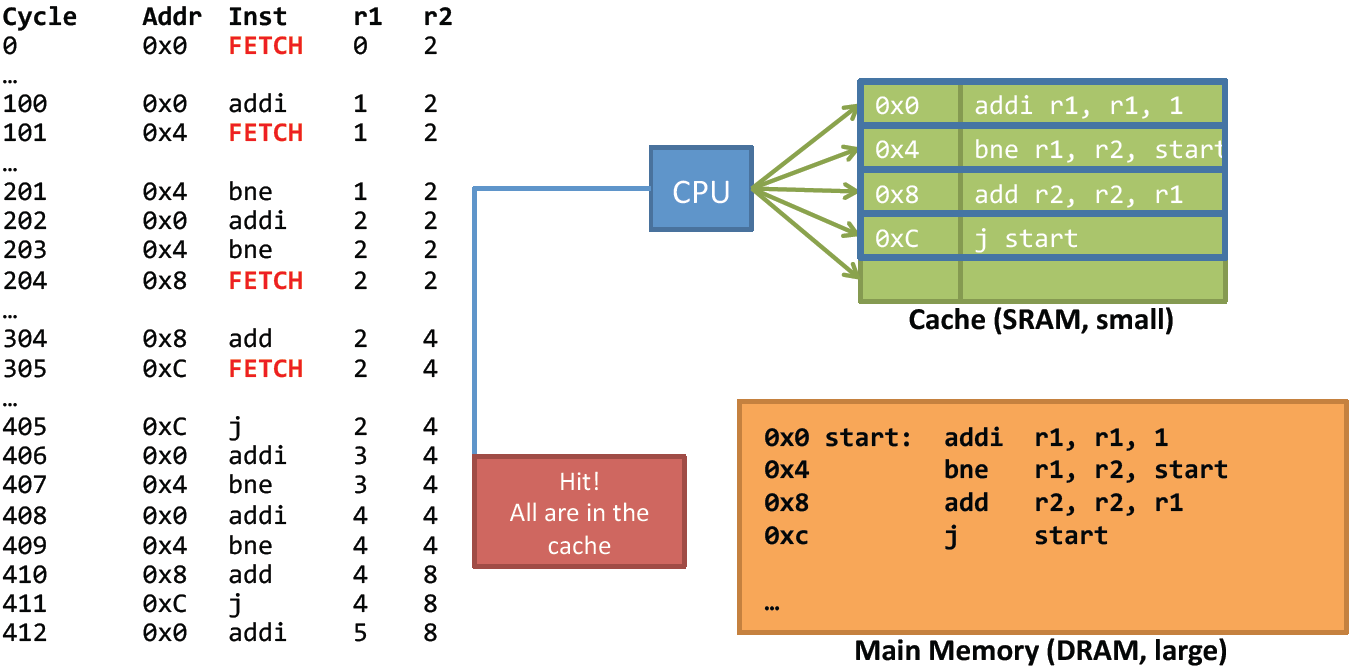 Cycle Addr Inst r1 r2
0 0x0 FETCH 0 2
…
100 0x0 addi 1 2
101 0x4 FETCH 1 2
…
201 0x4 bne 1 2
202 0x0 addi 2 2
203 0x4 bne 2 2
204 0x8 FETCH 2 2
…
304 0x8 add 2 4
305 0xC FETCH 2 4
…
405 0xC j 2 4
406 0x0 addi 3 4
407 0x4 bne 3 4
408 0x0 addi 4 4
409 0x4 bne 4 4
410 0x8 add 4 8
411 0xC j 4 8
412 0x0 addi 5 8
CPU
Hit!
All are in the
cache
0x0 addi r1, r1, 1
0x4 bne r1, r2, start
0x8 add r2, r2, r1
0xC j start
Cache (SRAM, small)
0x0 start: addi r1, r1, 1
0x4 bne r1, r2, start
0x8 add r2, r2, r1
0xc j start
…
Main Memory (DRAM, large)